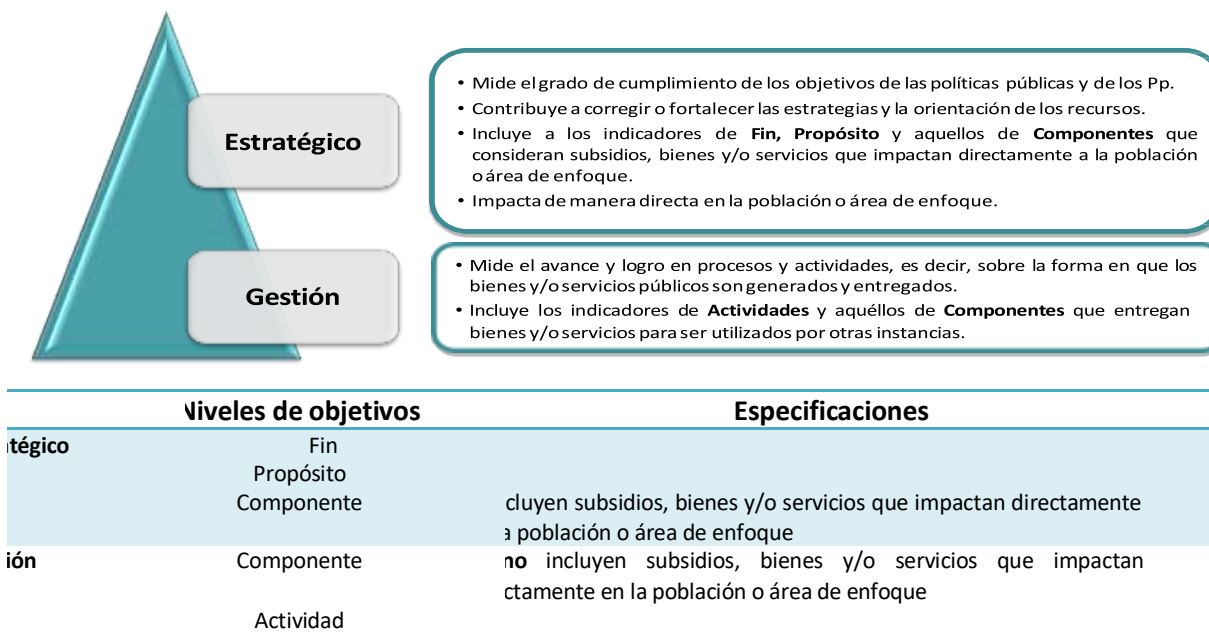 Estratégico
• Mide el grado de cumplimiento de los objetivos de las políticas públicas y de los Pp.
• Contribuye a corregir o fortalecer las estrategias y la orientación de los recursos.
• Incluye a los indicadores de Fin, Propósito y aquellos de Componentes que
consideran subsidios, bienes y/o servicios que impactan directamente a la población
o área de enfoque.
• Impacta de manera directa en la población o área de enfoque.
Gestión
• Mide el avance y logro en procesos y actividades, es decir, sobre la forma en que los
bienes y/o servicios públicos son generados y entregados.
• Incluye los indicadores de Actividades y aquéllos de Componentes que entregan
bienes y/o servicios para ser utilizados por otras instancias.
Niveles de objetivos Especificaciones
tégico Fin
Propósito
Componente cluyen subsidios, bienes y/o servicios que impactan directamente
a población o área de enfoque
ión Componente no incluyen subsidios, bienes y/o servicios que impactan
ctamente en la población o área de enfoque
Actividad